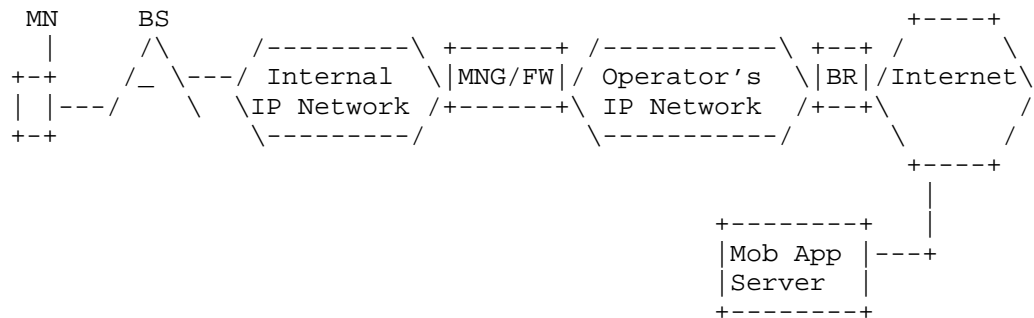 MN BS
Internal MNG/FW Operator's BR Internet
IP Network IP Network
Mob App
Server